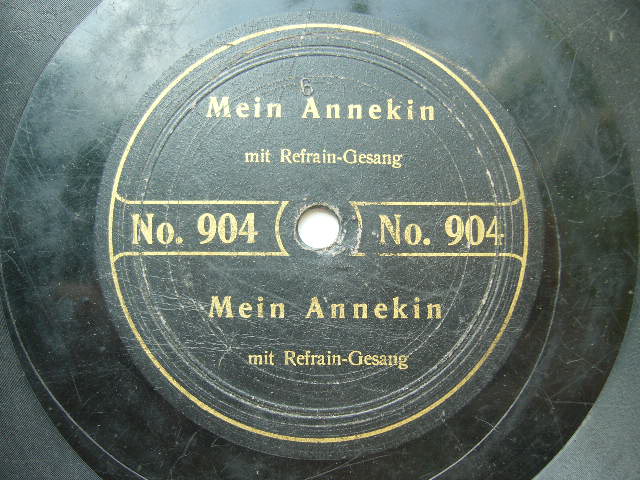 6
Mein Annekin
mit Refrain-Gesang
No. 904 No. 904
Mein Annekin
mit Refrain-Gesang